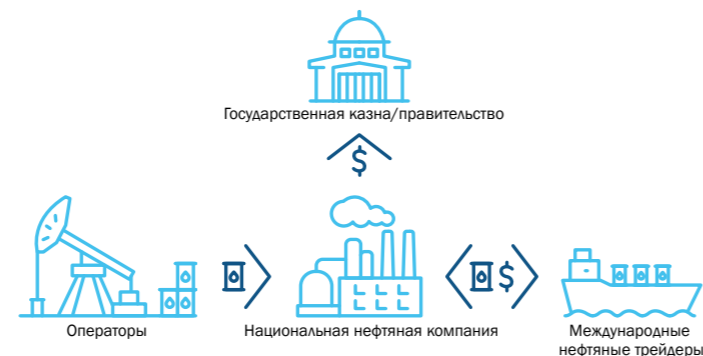 Государственная казна/правительство
$
$
Операторы
Национальная нефтяная компания
Международные
нефтяные трейдеры